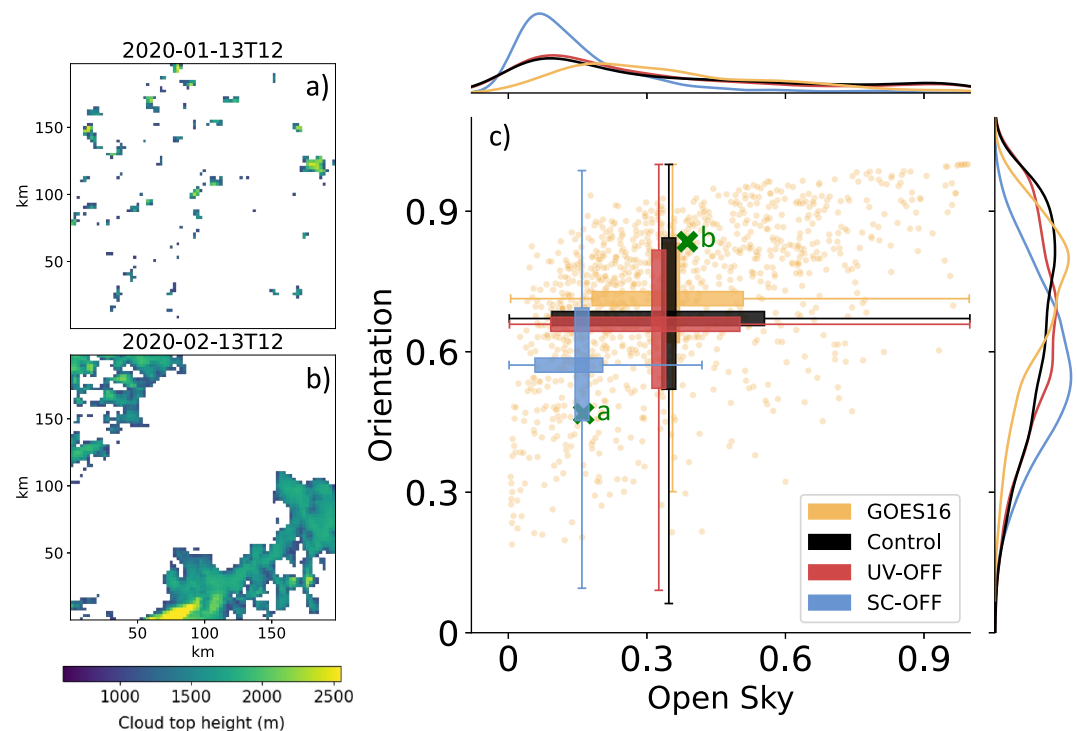 2020-01-13T12
a)
150
100
50
km
2020-02-13T12
b)
150
100
50
km
50 100 150
km
1000 1500 2000 2500
Cloud top height (m)
c)
0.9
0.6
0.3
0
Orientation
b
a
GOES16
Control
UV-OFF
SC-OFF
0 0.3 0.6 0.9
Open Sky